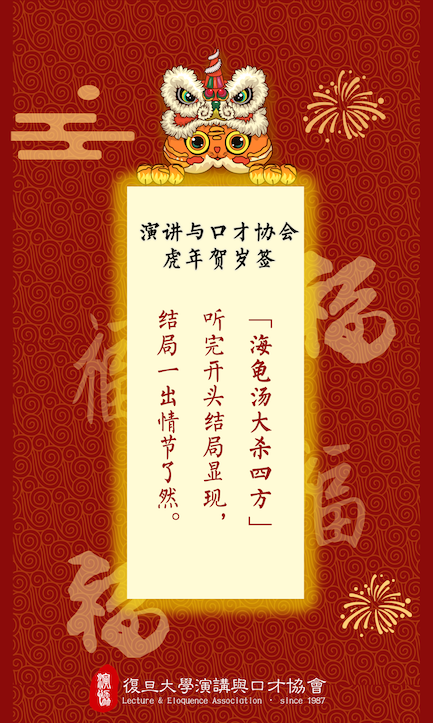 演讲与口才协会
虎年贺岁签
「海龟汤大杀四方」
听完开头结局显现，
结局一出情节了然。
福
福
福
福
復旦大學演講與口才協會
Lecture & Eloquence Association · since 1987